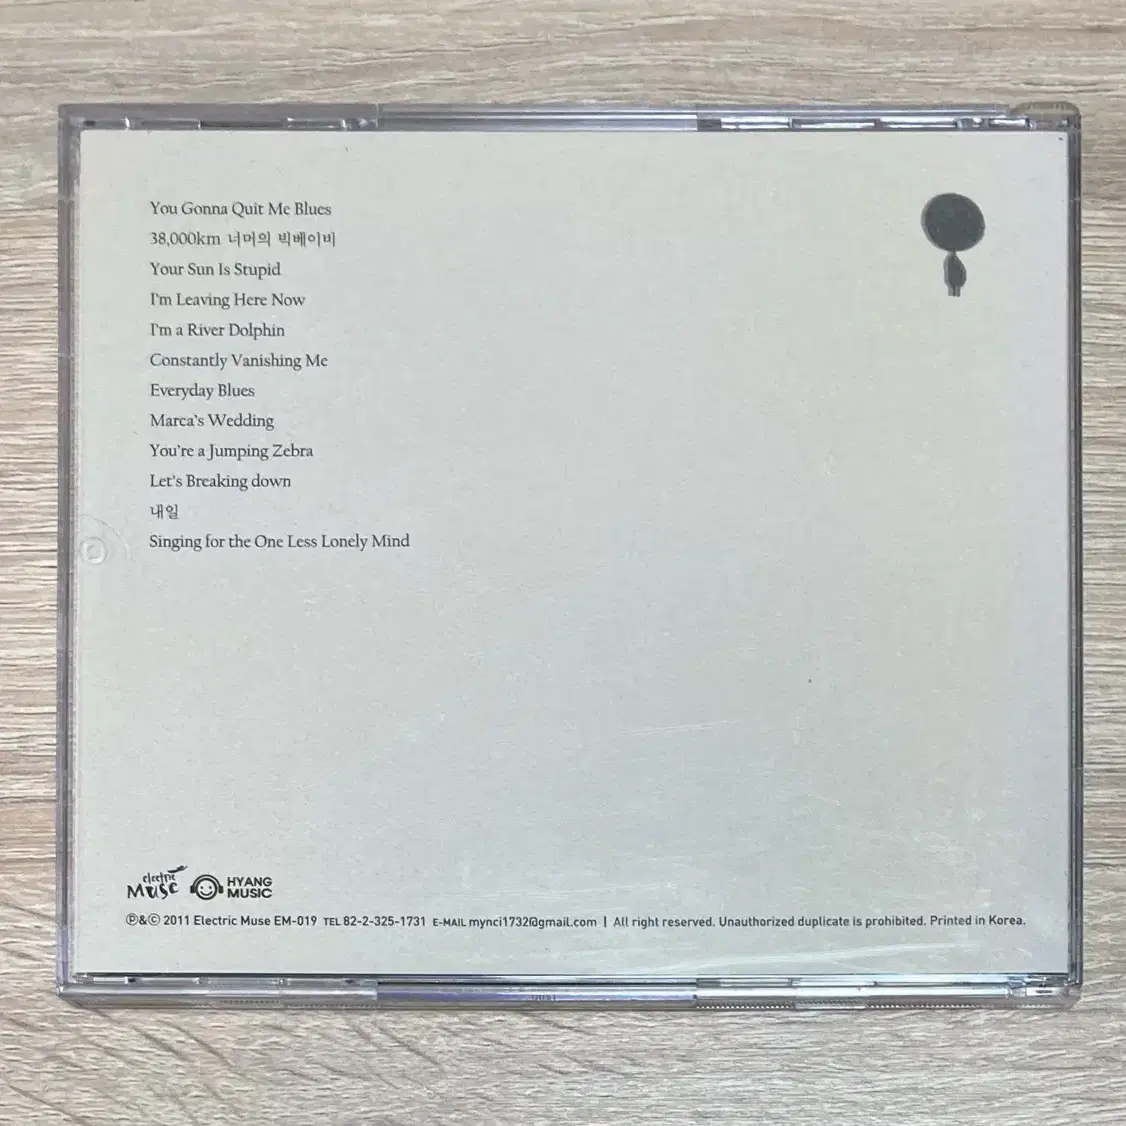 You Gonna Quit Me Blues
38,000km 너머의 빅베이비
Your Sun Is Stupid
I'm Leaving Here Now
I'm a River Dolphin
Constantly Vanishing Me
Everyday Blues
Marca's Wedding
You're a Jumping Zebra
Let's Breaking down
내일
Singing for the One Less Lonely Mind
electric MUSE HYANG MUSIC
℗&© 2011 Electric Muse EM-019 TEL 82-2-325-1731 E-MAIL mynci1732@gmail.com | All right reserved. Unauthorized duplicate is prohibited. Printed in Korea.